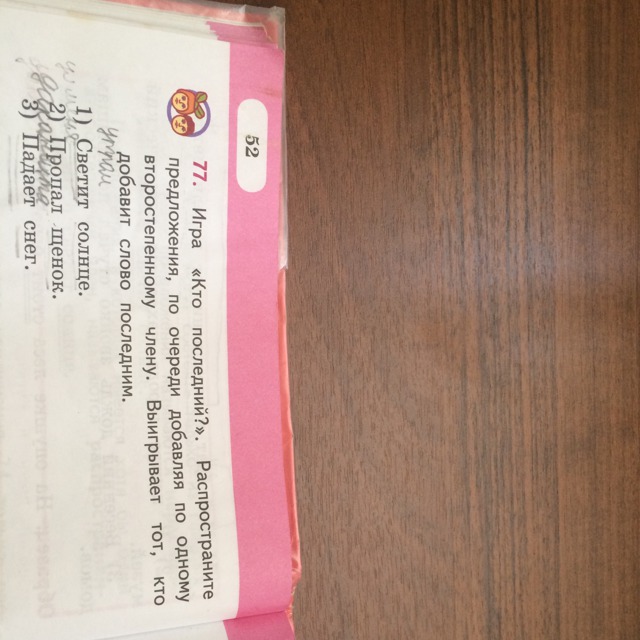 52
77. Игра «Кто последний?». Распространите
предложения, по очереди добавляя по одному
второстепенному члену. Выигрывает тот, кто
добавит слово последним.
1) Светит солнце.
2) Пропал щенок.
3) Падает снег.